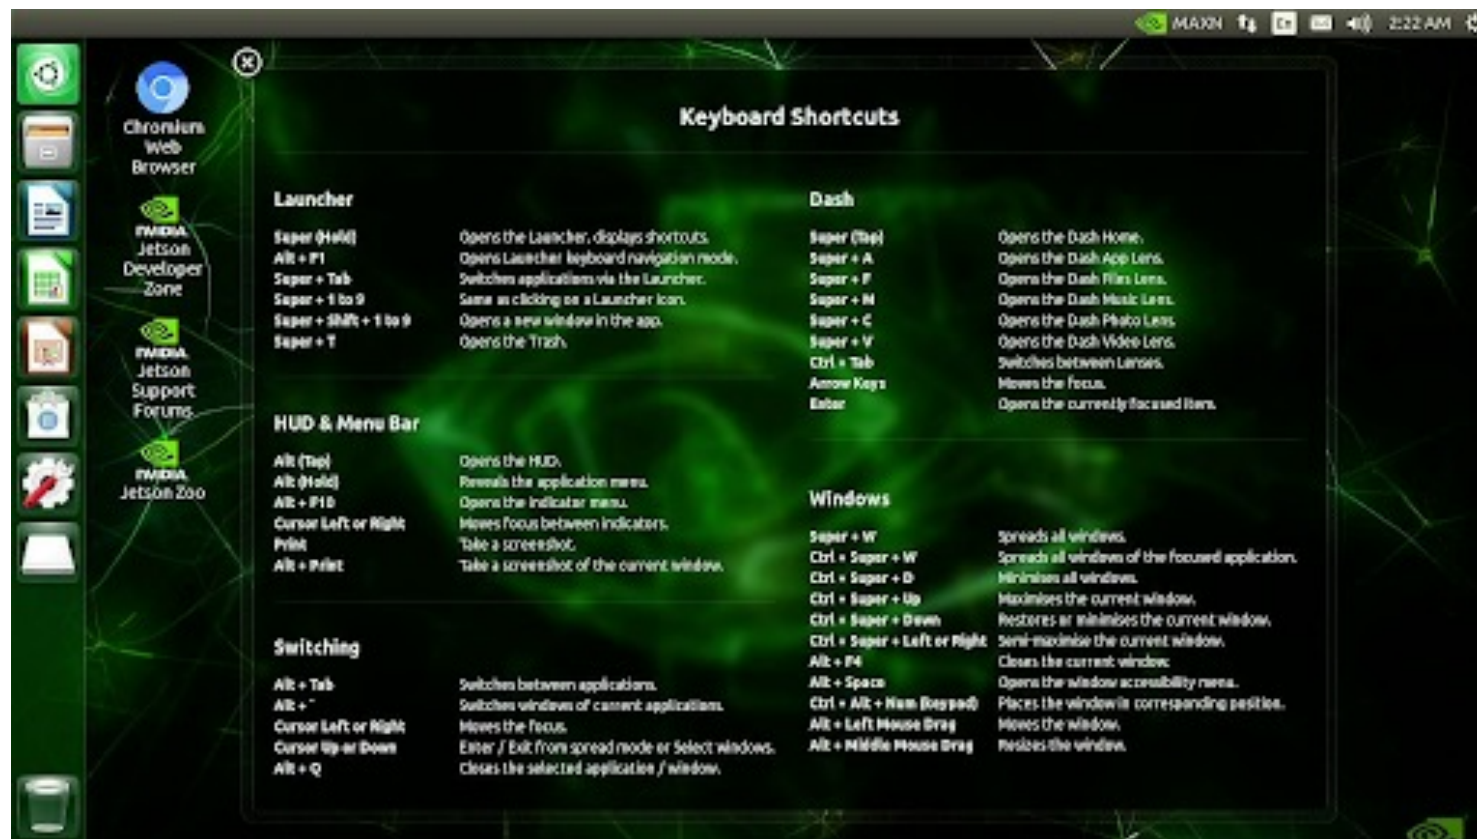 MAXN
En
2:22 AM
Chromium
Web
Browser
NVIDIA
Jetson
Developer
Zone
NVIDIA
Jetson
Support
Forums
NVIDIA
Jetson Zoo
Keyboard Shortcuts
Launcher
Super (Hold) Opens the Launcher, displays shortcuts.
Alt + F1 Opens Launcher keyboard navigation mode.
Super + Tab Switches applications via the Launcher.
Super + 1 to 9 Same as clicking on a Launcher icon.
Super + Shift + 1 to 9 Opens a new window in the app.
Super + T Opens the Trash.
HUD & Menu Bar
Alt (Tap) Opens the HUD.
Alt (Hold) Reveals the application menu.
Alt + F10 Opens the indicator menu.
Cursor Left or Right Moves focus between indicators.
Print Take a screenshot.
Alt + Print Take a screenshot of the current window.
Switching
Alt + Tab Switches between applications.
Alt + Switches windows of current applications.
Cursor Left or Right Moves the focus.
Cursor Up or Down Enter / Exit from spread mode or Select windows.
Alt + Q Closes the selected application / window.
Dash
Super (Tap) Opens the Dash Home.
Super + A Opens the Dash App Lens.
Super + F Opens the Dash Files Lens.
Super + M Opens the Dash Music Lens.
Super + C Opens the Dash Photo Lens.
Super + V Opens the Dash Video Lens.
Ctrl + Tab Switches between Lenses.
Arrow Keys Moves the focus.
Enter Opens the currently focused item.
Windows
Super + W Spreads all windows.
Ctrl + Super + W Spreads all windows of the focused application.
Ctrl + Super + D Minimises all windows.
Ctrl + Super + Up Maximises the current window.
Ctrl + Super + Down Restores or minimises the current window.
Ctrl + Super + Left or Right Semi-maximise the current window.
Alt + F4 Closes the current window.
Alt + Space Opens the window accessibility menu.
Ctrl + Alt + Num (keypad) Places the window in corresponding position.
Alt + Left Mouse Drag Moves the window.
Alt + Middle Mouse Drag Resizes the window.